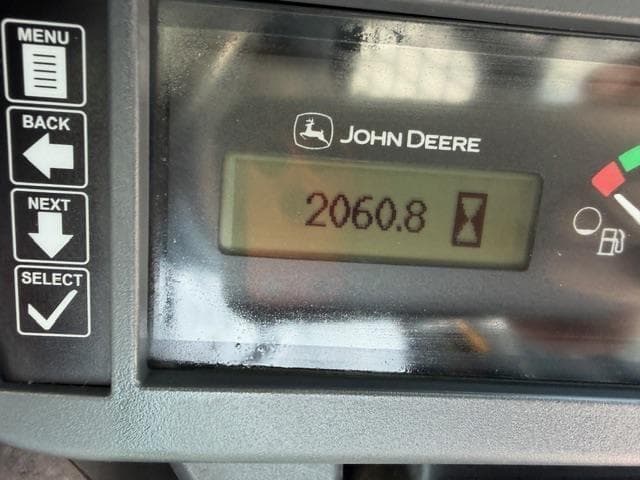 MENU
BACK
NEXT
SELECT
JOHN DEERE
2060.8